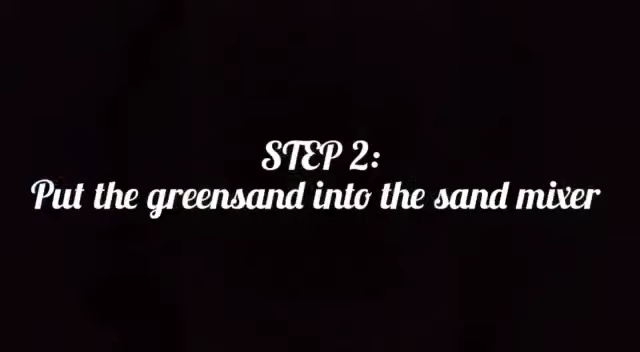 STEP 2:
Put the greensand into the sand mixer